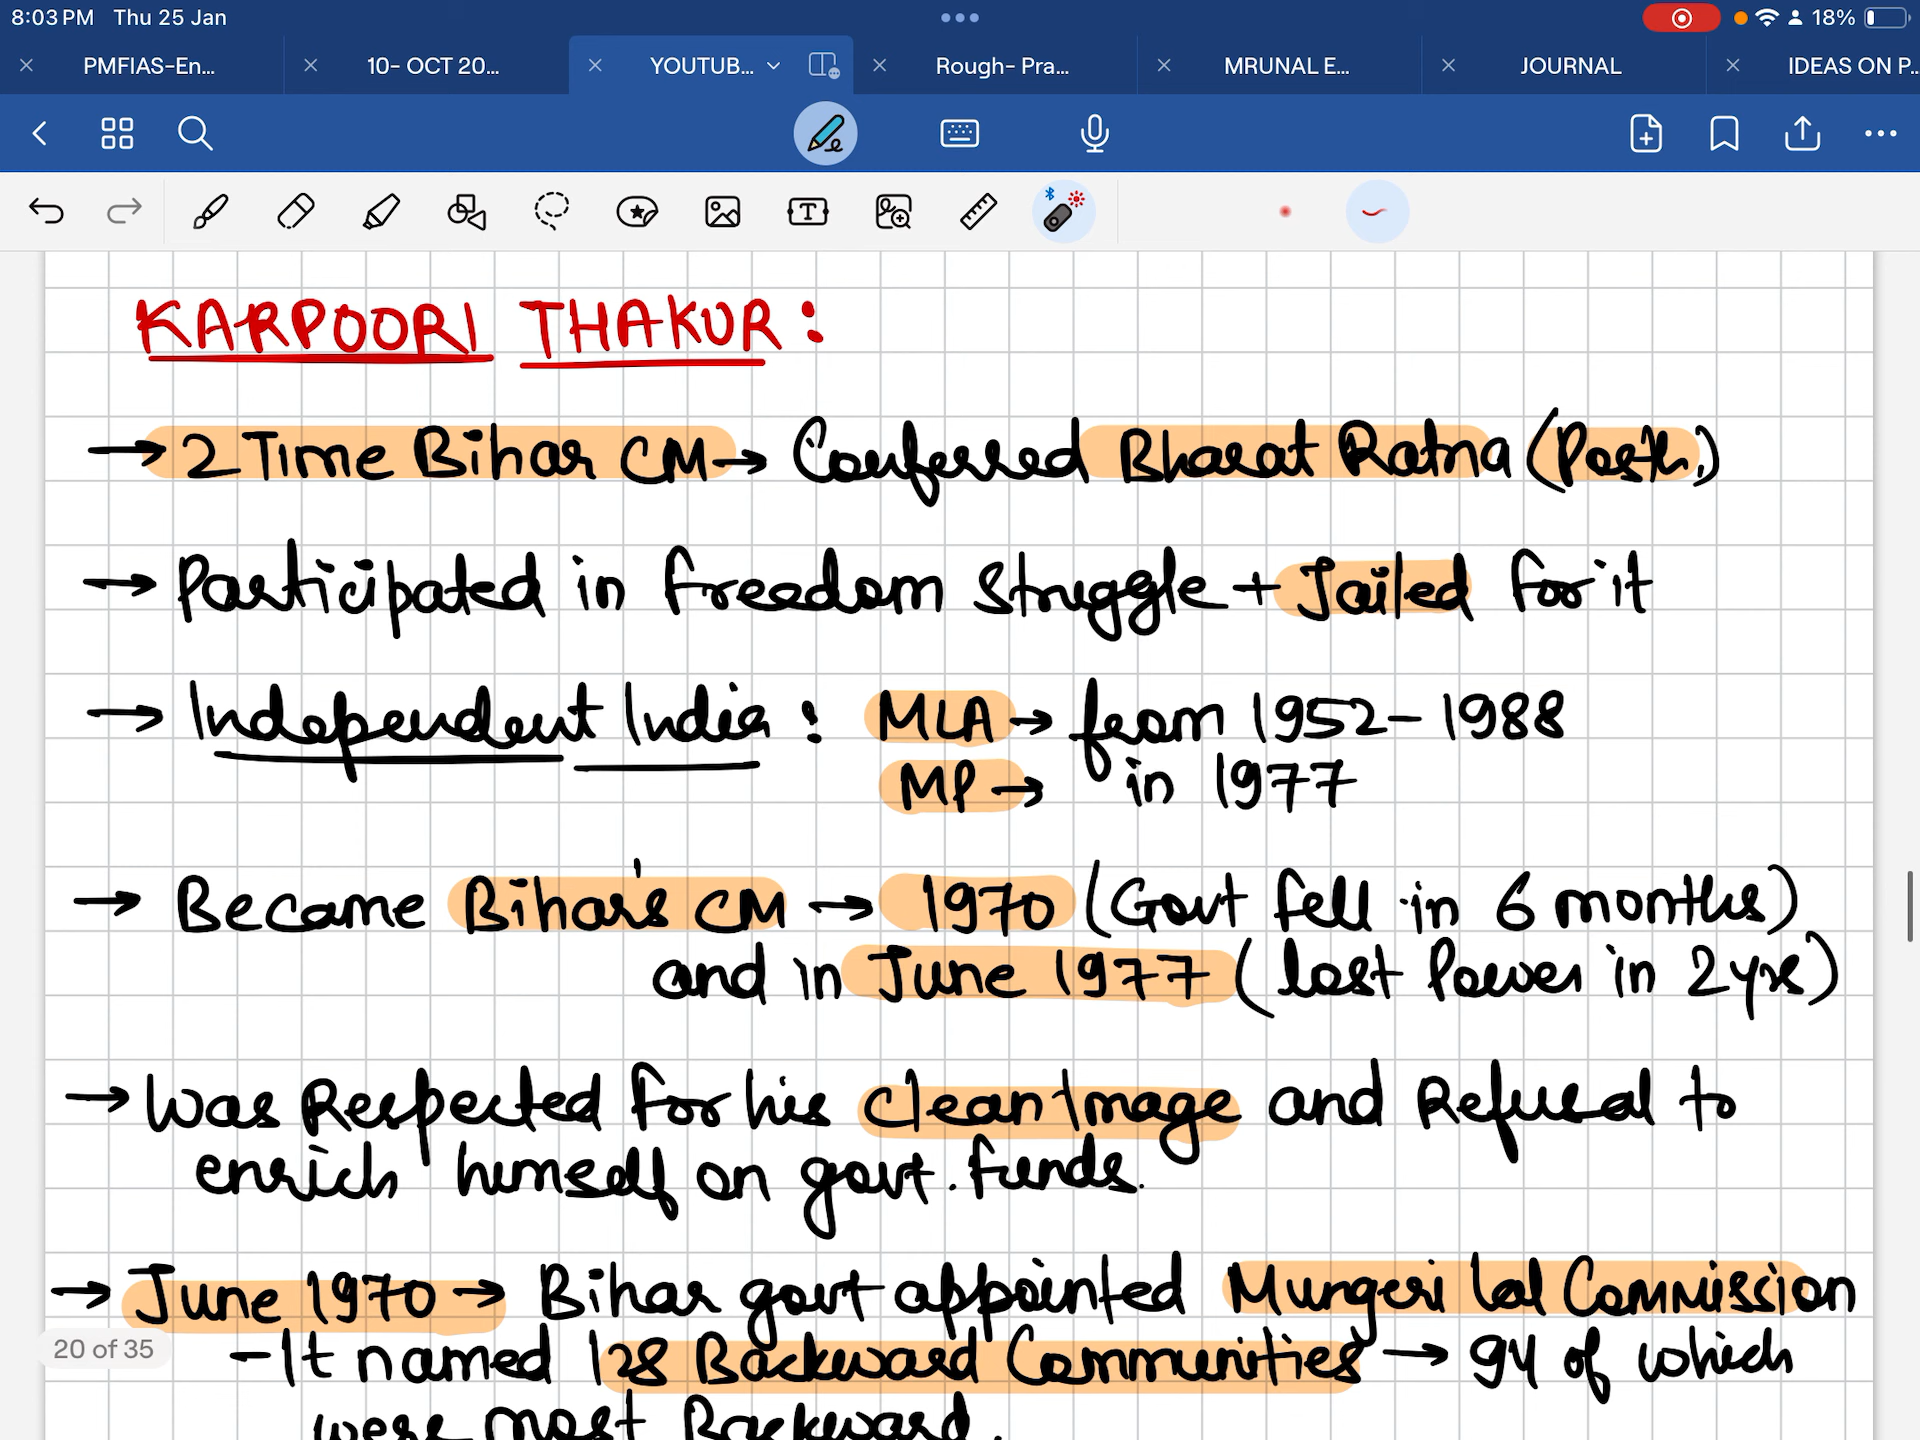 8:03 PM Thu 25 Jan
18%
PMFIAS-En...
10- OCT 20...
YOUTUB...
Rough- Pra...
MRUNAL E...
JOURNAL
IDEAS ON P...
KARPOORI THAKUR :
→ 2 Time Bihar CM → Conferred Bharat Ratna (Posth.)
→ Participated in freedom Struggle + Jailed for it
→ Independent India : MLA → from 1952-1988
MP → in 1977
→ Became Bihar's CM → 1970 (Govt fell in 6 months)
and in June 1977 (lost Power in 2 yrs)
→ Was Respected for his clean Image and Refusal to
enrich himself on govt. funds.
→ June 1970 → Bihar govt appointed Mungeri Lal Commission
20 of 35
- It named 128 Backward Communities → 94 of which
were most Backward.